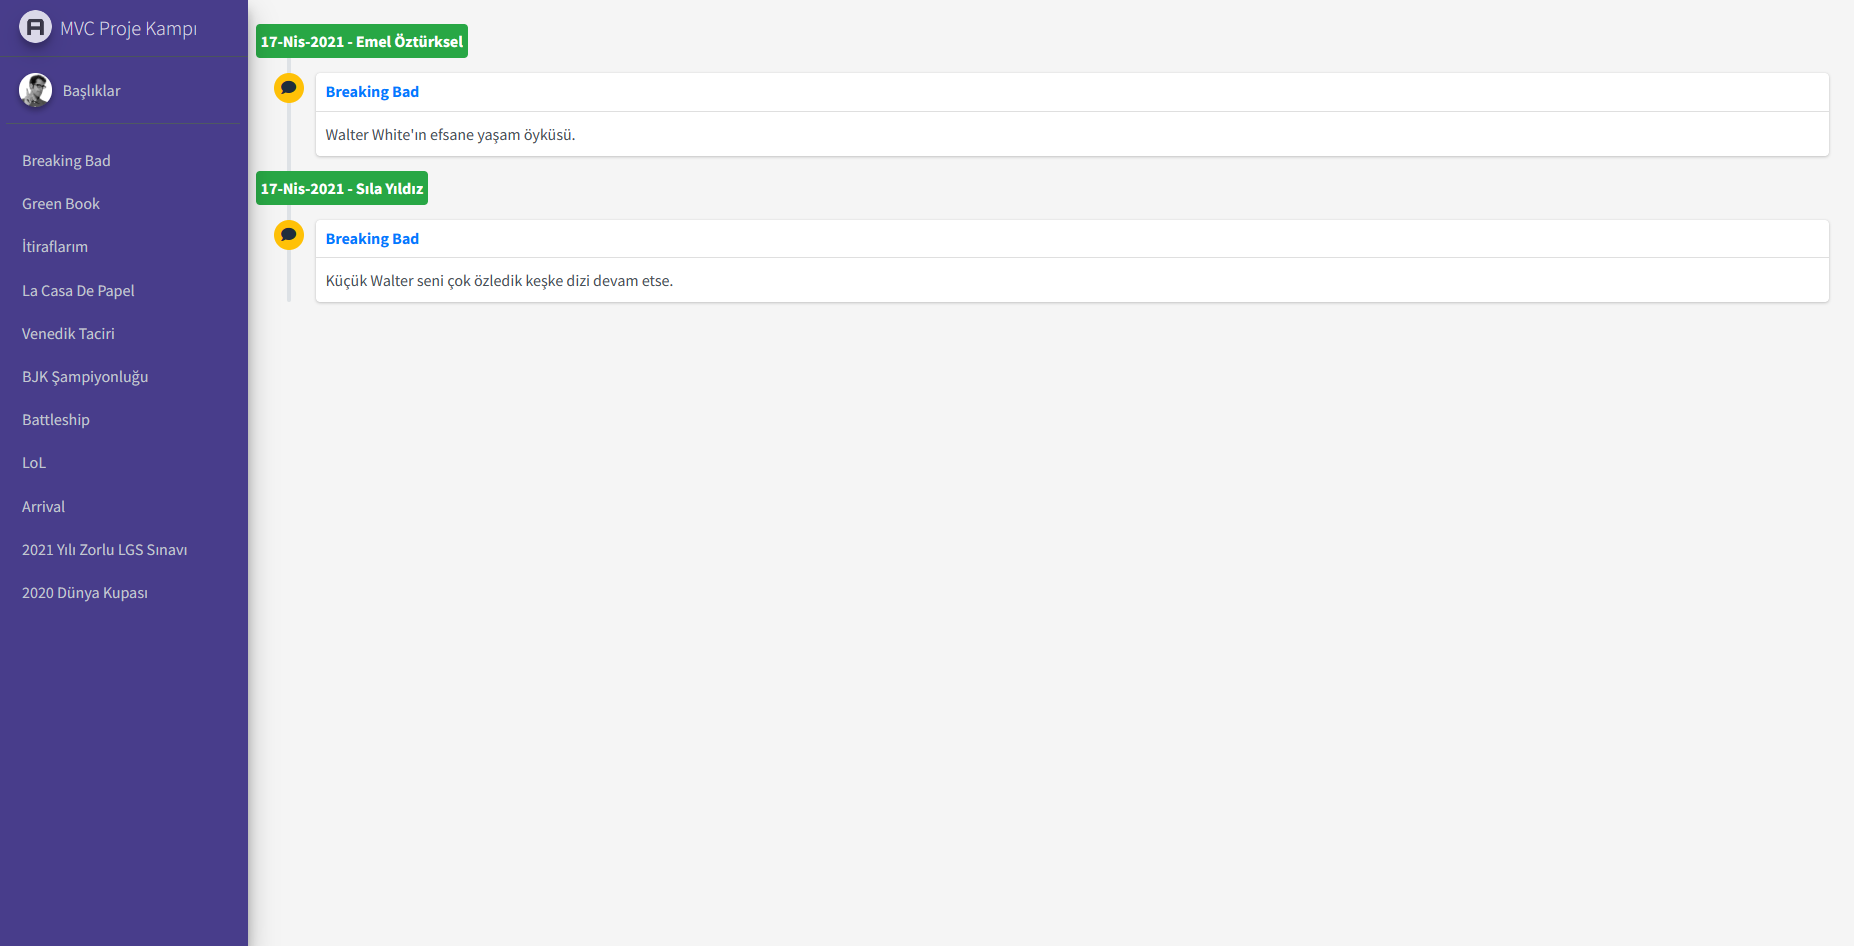 MVC Proje Kampı
Başlıklar
Breaking Bad
Green Book
İtiraflarım
La Casa De Papel
Venedik Taciri
BJK Şampiyonluğu
Battleship
LoL
Arrival
2021 Yılı Zorlu LGS Sınavı
2020 Dünya Kupası
17-Nis-2021 - Emel Öztürksel
Breaking Bad
Walter White'ın efsane yaşam öyküsü.
17-Nis-2021 - Sıla Yıldız
Breaking Bad
Küçük Walter seni çok özledik keşke dizi devam etse.